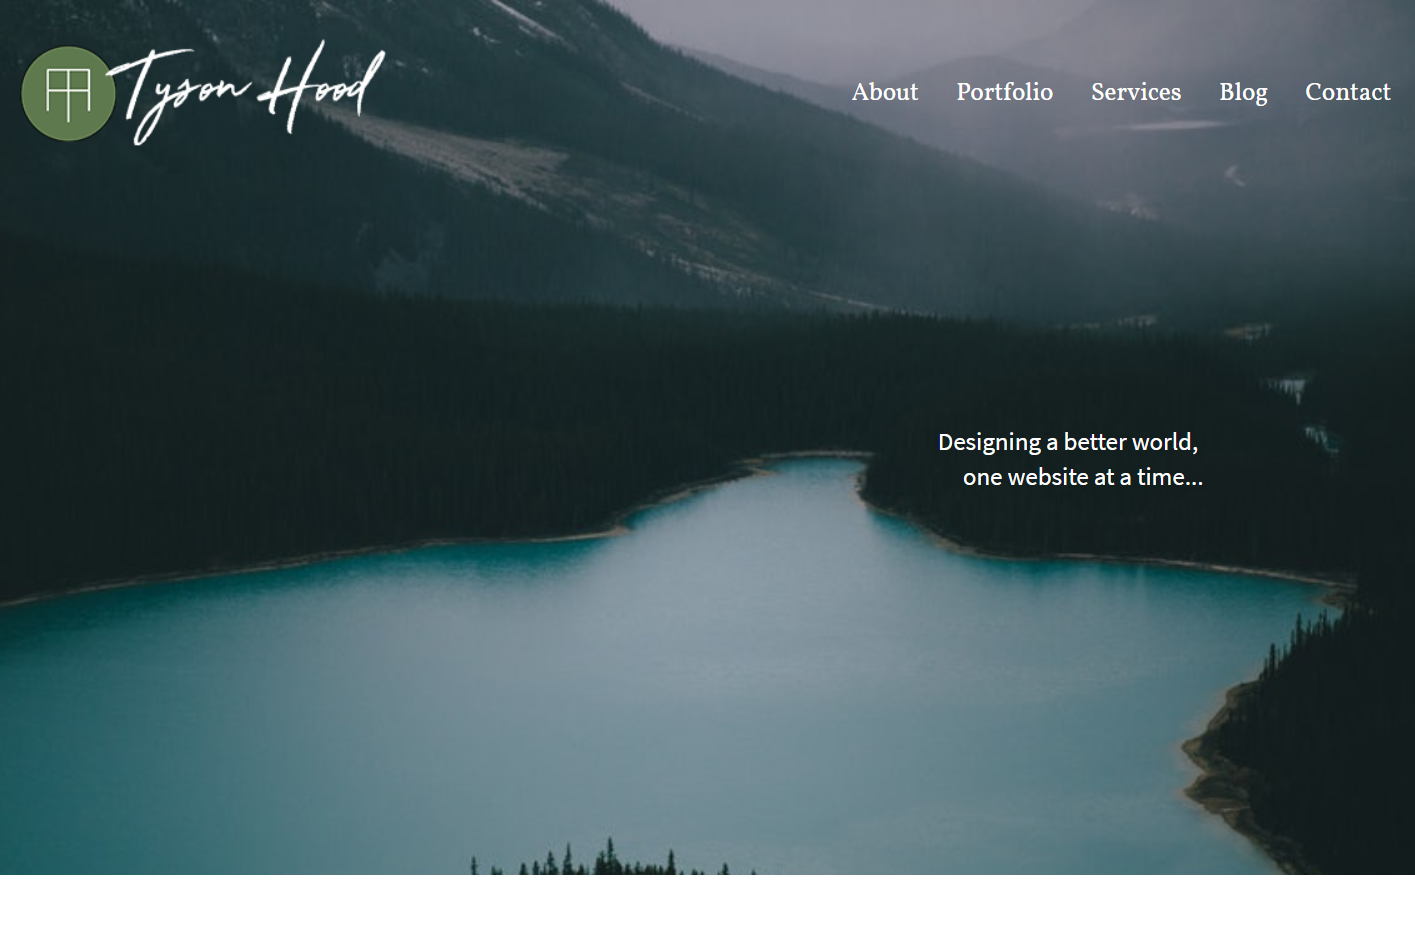 Tyson Hood
About Portfolio Services Blog Contact
Designing a better world,
one website at a time...